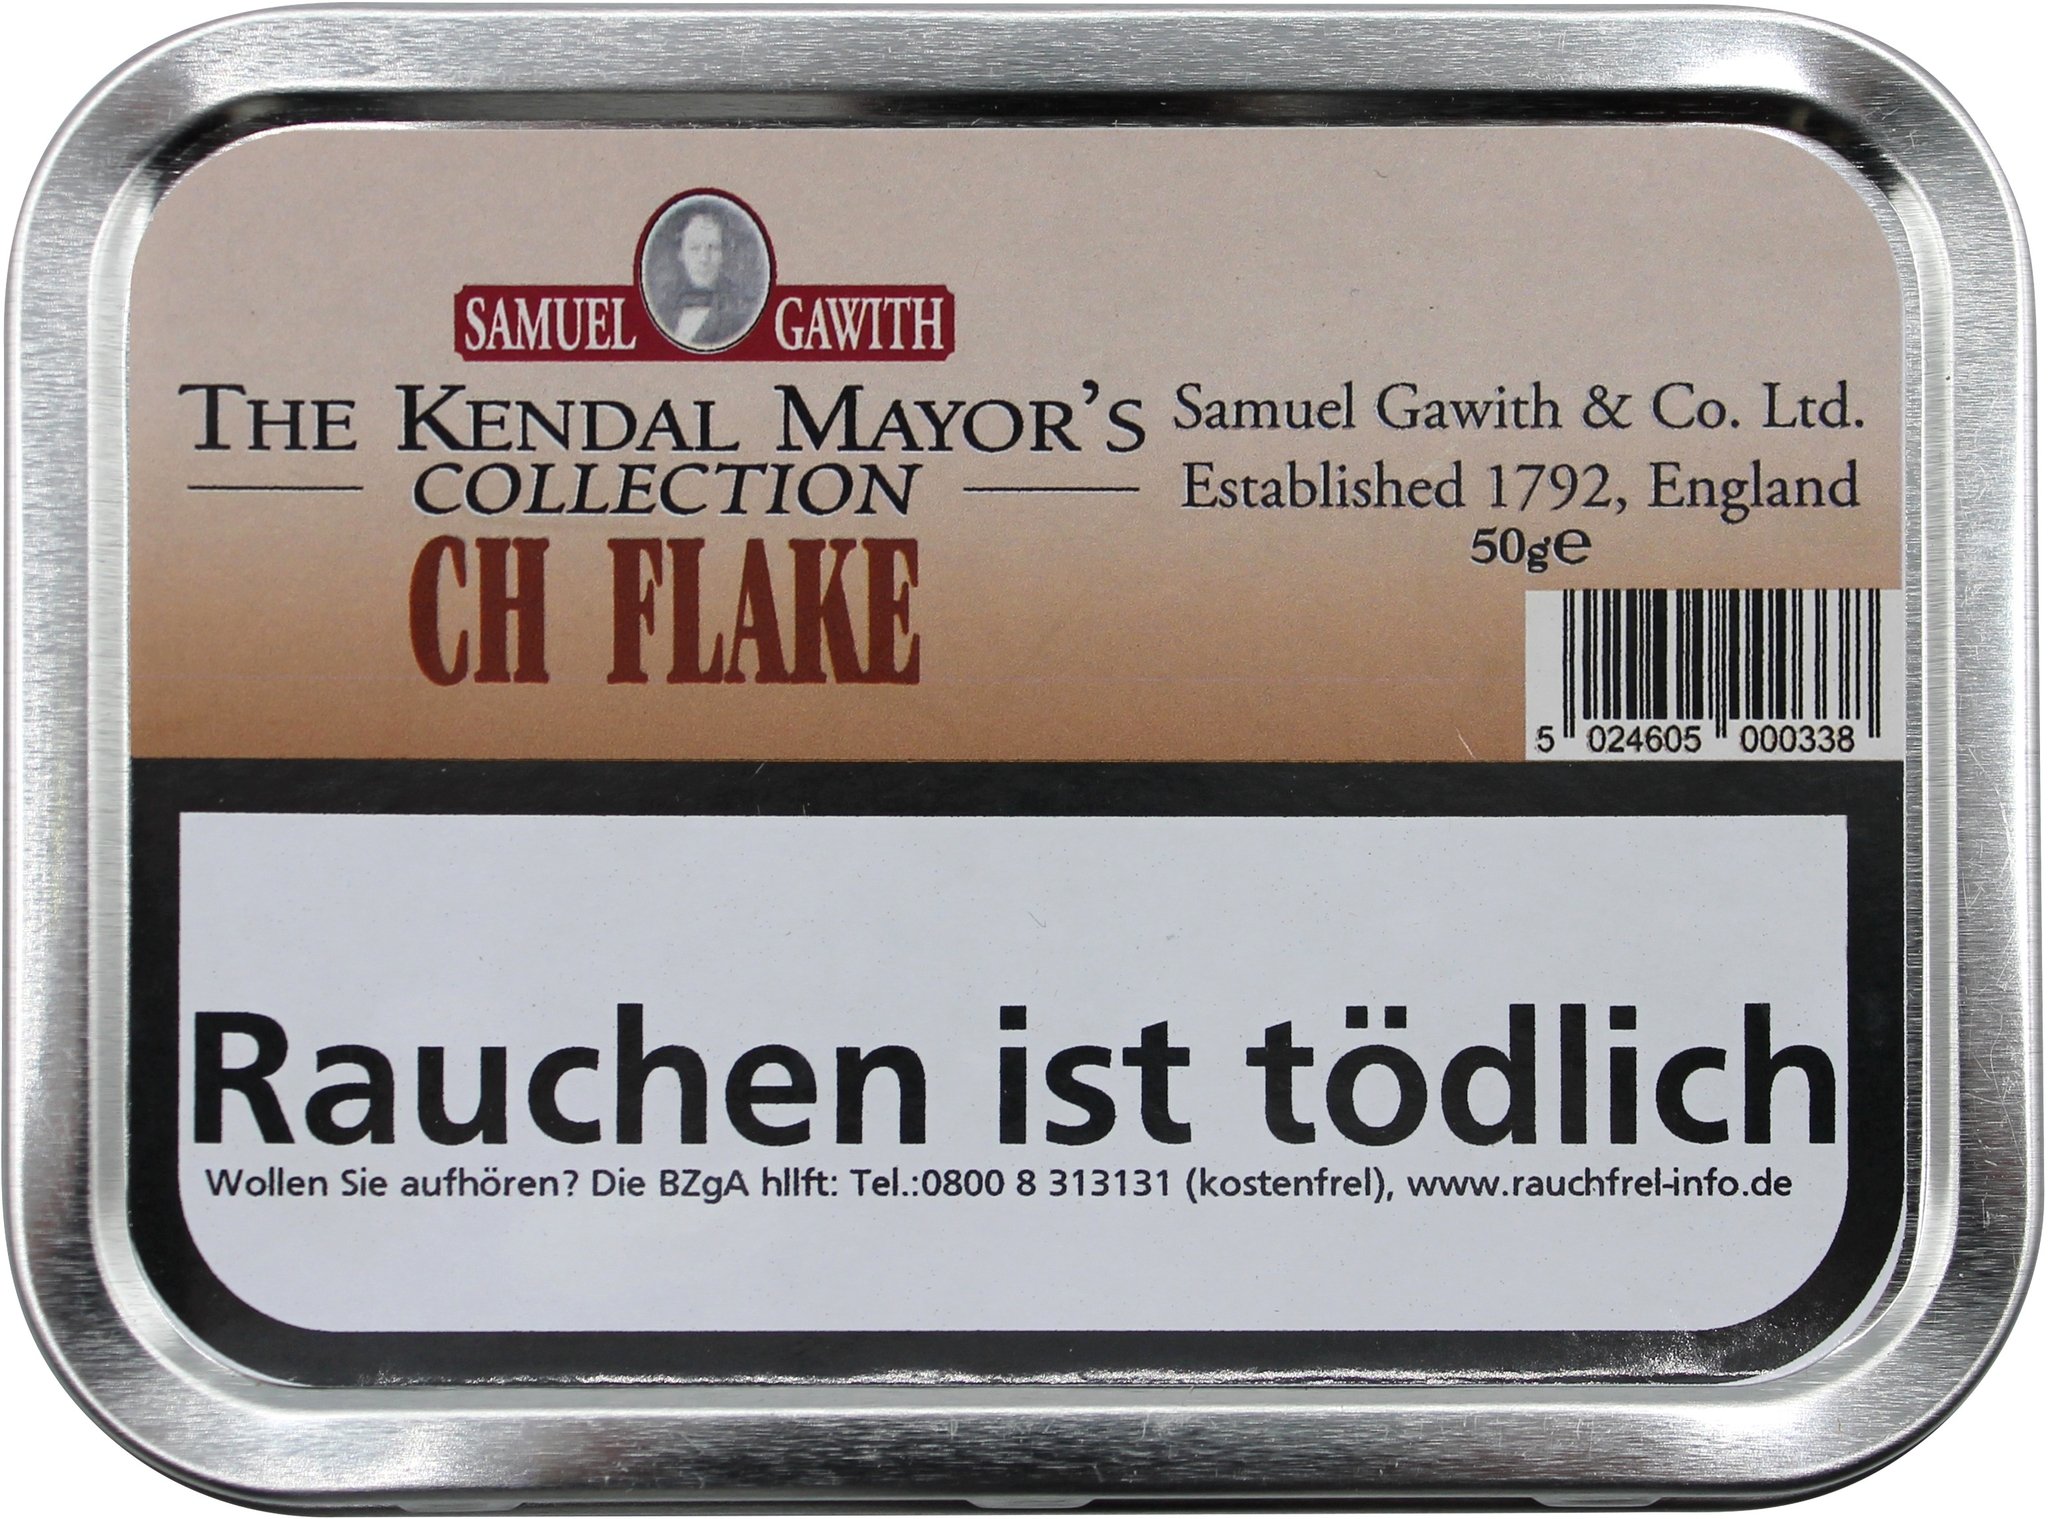 SAMUEL GAWITH
THE KENDAL MAYOR'S
COLLECTION
CH FLAKE
Samuel Gawith & Co. Ltd.
Established 1792, England
50g℮
5 024605 000338
Rauchen ist tödlich
Wollen Sie aufhören? Die BZgA hllft: Tel.:0800 8 313131 (kostenfrel), www.rauchfrel-info.de